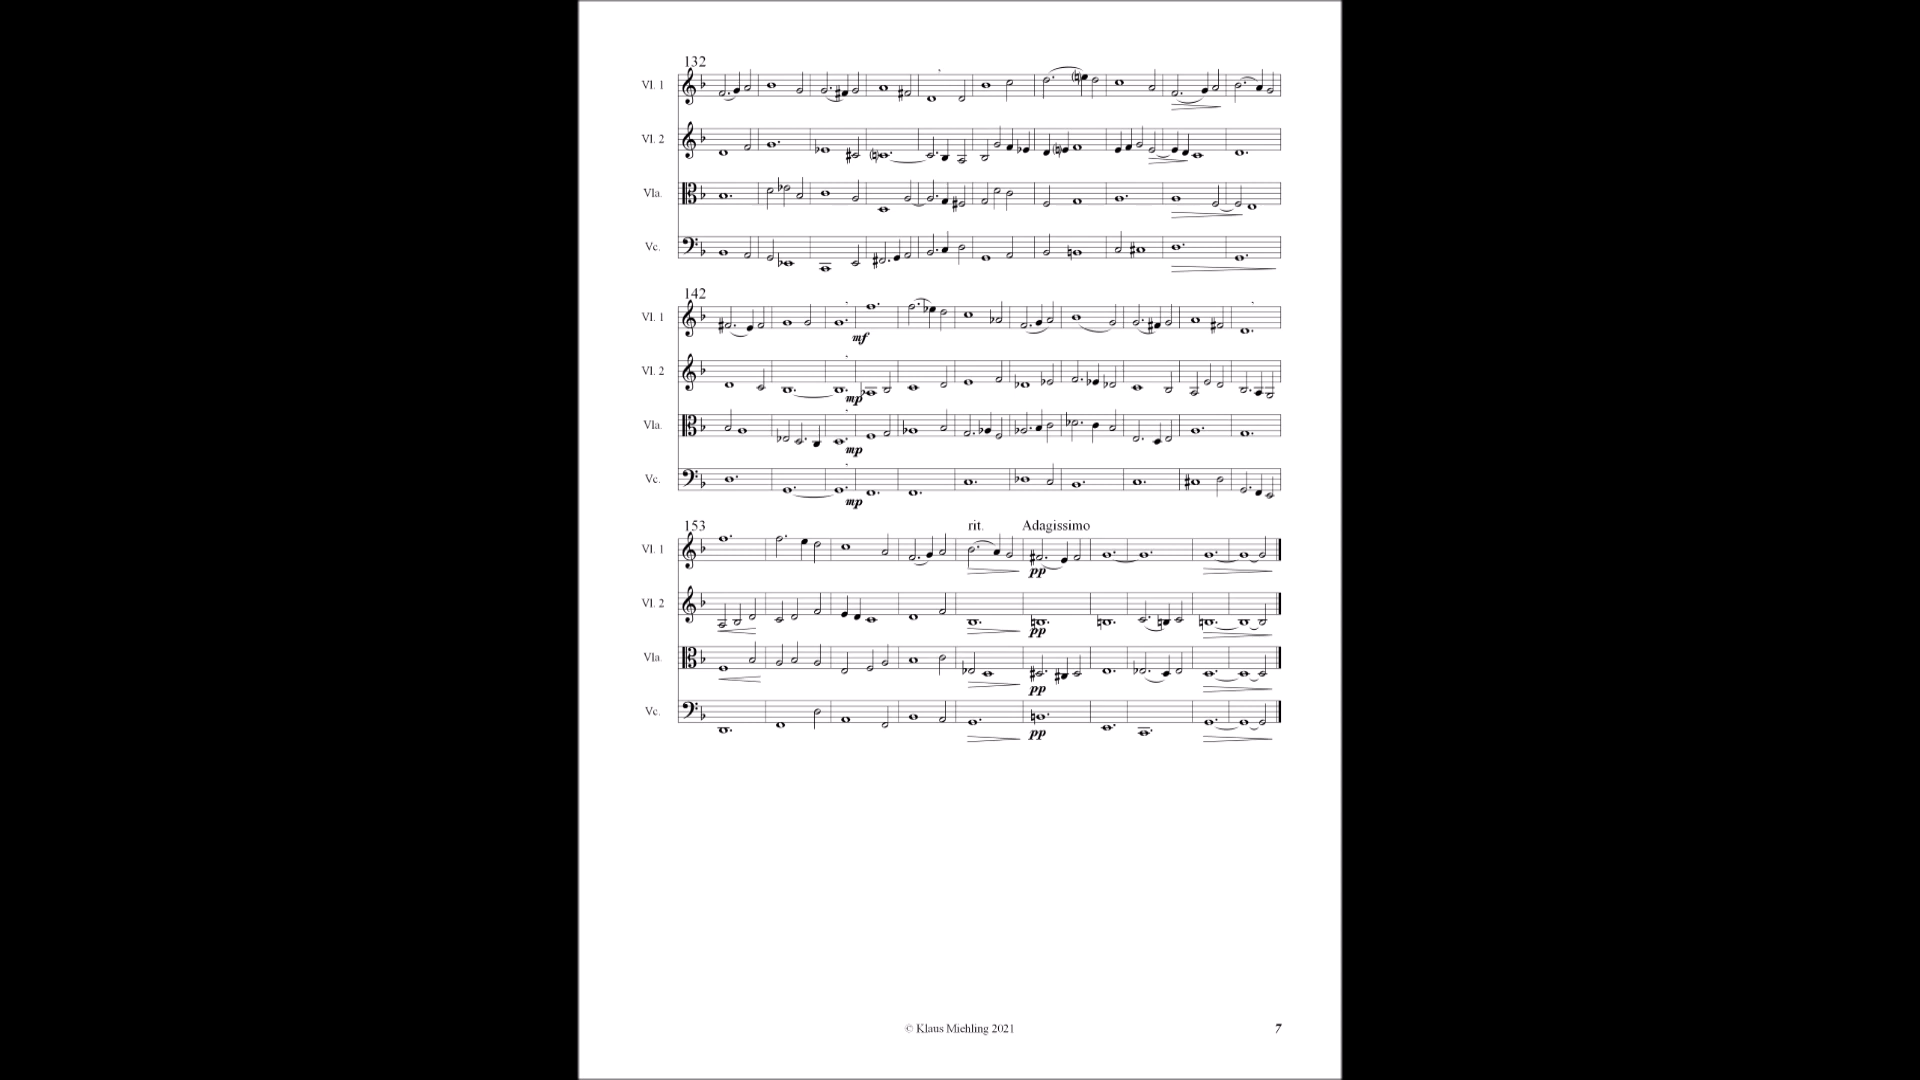 132
Vl. 1
Vl. 2
Vla.
Vc.
142
Vl. 1
mf
Vl. 2
mp
Vla.
mp
Vc.
mp
153
rit.
Adagissimo
Vl. 1
pp
Vl. 2
pp
Vla.
pp
Vc.
pp
© Klaus Miehling 2021
7